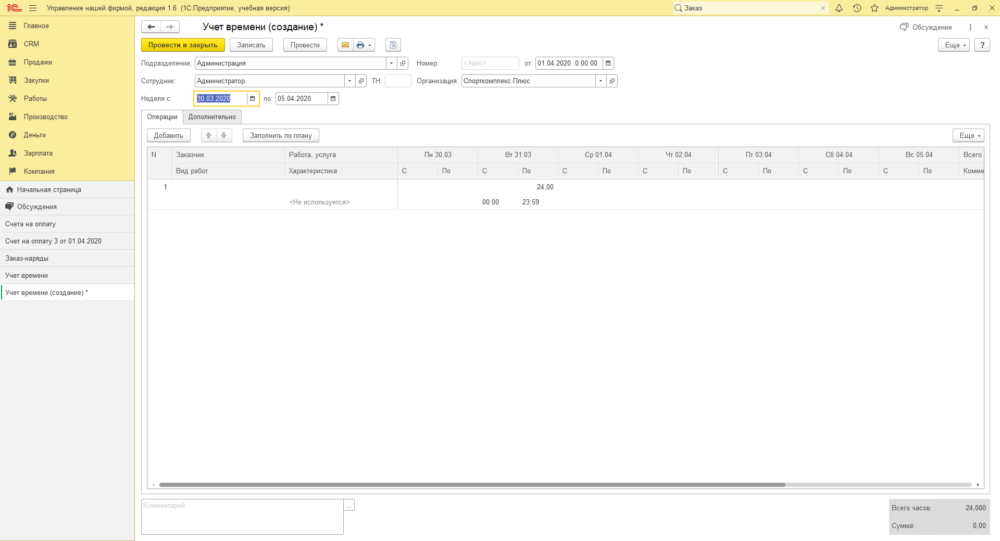 1С Управление нашей фирмой, редакция 1.6 (1С:Предприятие, учебная версия) Заказ Администратор
Главное
CRM
Продажи
Закупки
Работы
Производство
Деньги
Зарплата
Компания
Начальная страница
Обсуждения
Счета на оплату
Счет на оплату 3 от 01.04.2020
Заказ-наряды
Учет времени
Учет времени (создание) *
Учет времени (создание) * Обсуждение
Провести и закрыть Записать Провести Еще ?
Подразделение: Администрация Номер: <Авто> от: 01.04.2020 0:00:00
Сотрудник: Администратор ТН: Организация: Спорткомплекс Плюс
Неделя с: 30.03.2020 по: 05.04.2020
Операции Дополнительно
Добавить Заполнить по плану Еще
N Заказчик Работа, услуга Пн 30.03 Вт 31.03 Ср 01.04 Чт 02.04 Пт 03.04 Сб 04.04 Вс 05.04 Всего
Вид работ Характеристика С По С По С По С По С По С По С По Комме
1 24,00
<Не используется> 00:00 23:59
Комментарий ...
Всего часов: 24,000
Сумма: 0,00